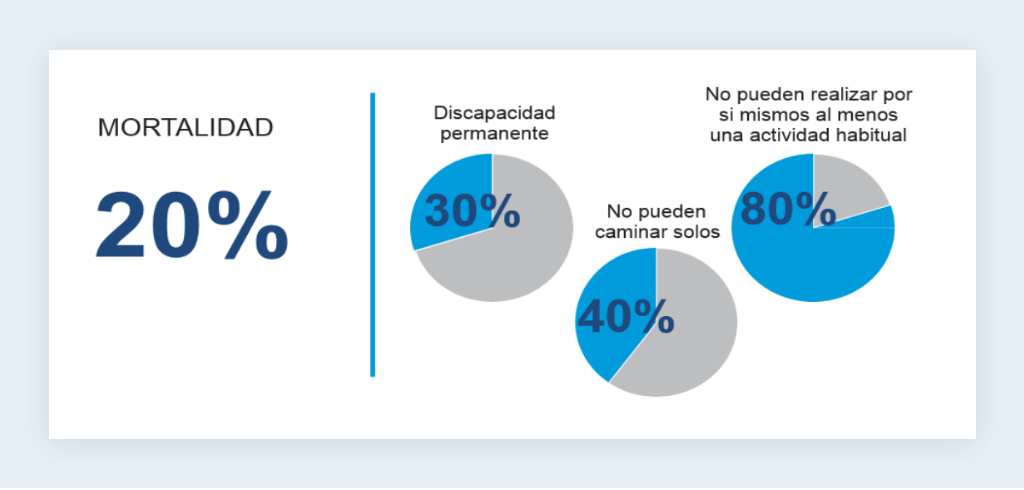 MORTALIDAD
20%
Discapacidad
permanente
30%
No pueden
caminar solos
40%
No pueden realizar por
si mismos al menos
una actividad habitual
80%